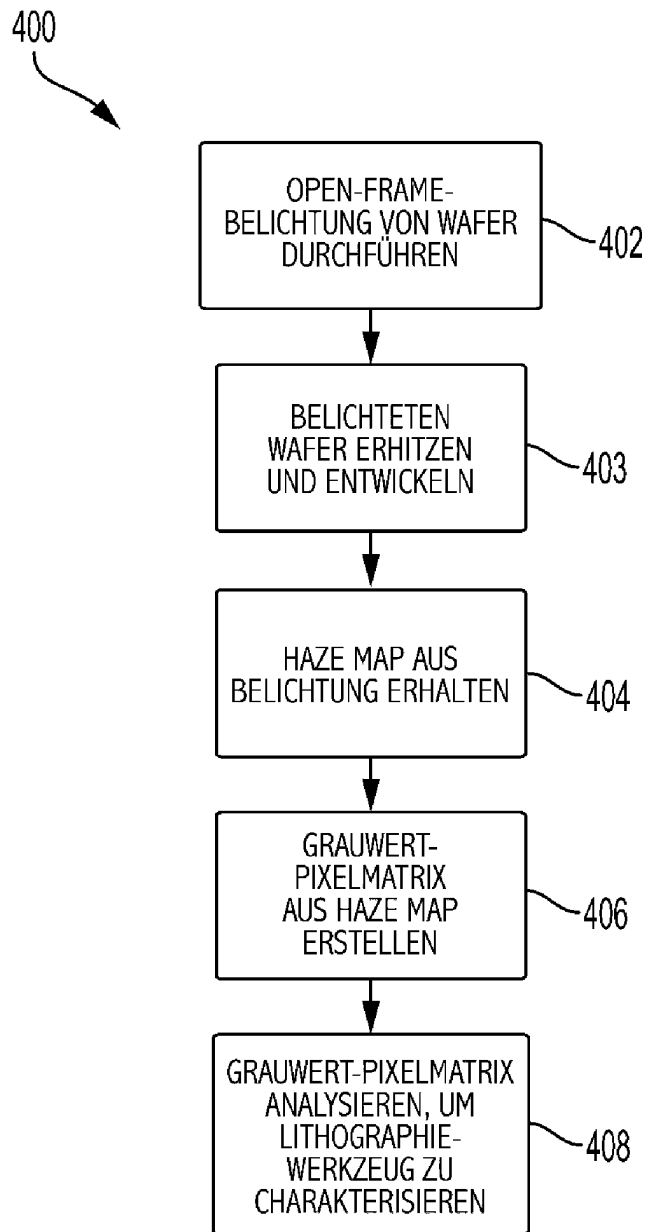 400
OPEN-FRAME-
BELICHTUNG VON WAFER
DURCHFÜHREN
402
BELICHTETEN
WAFER ERHITZEN
UND ENTWICKELN
403
HAZE MAP AUS
BELICHTUNG ERHALTEN
404
GRAUWERT-
PIXELMATRIX
AUS HAZE MAP
ERSTELLEN
406
GRAUWERT-PIXELMATRIX
ANALYSIEREN, UM
LITHOGRAPHIE-
WERKZEUG ZU
CHARAKTERISIEREN
408